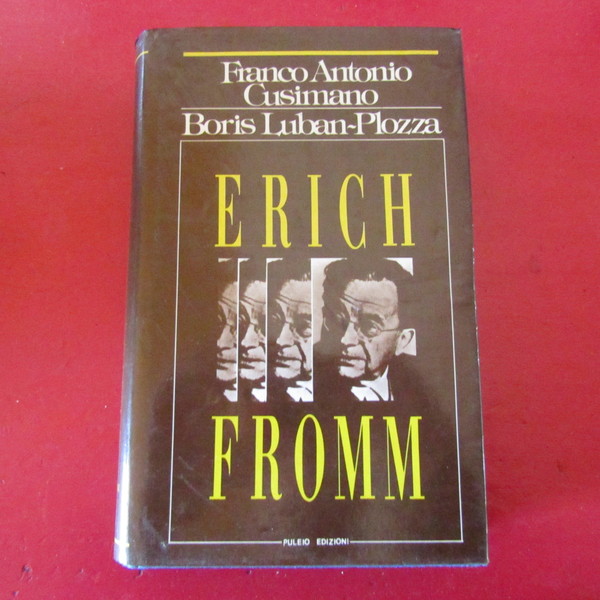 Franco Antonio
Cusimano
Boris Luban-Plozza
ERICH
FROMM
PULEIO EDIZIONI